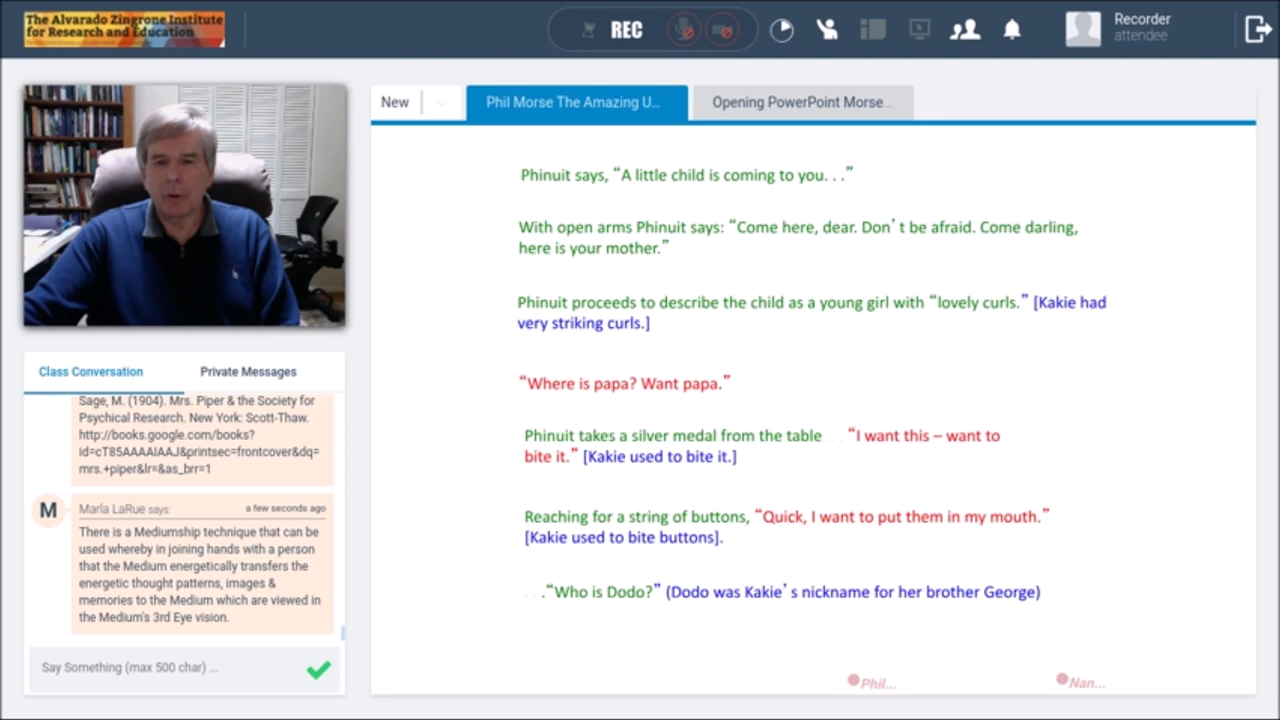 The Alvarado Zingrone Institute
for Research and Education
REC
Recorder
attendee
New
Phil Morse The Amazing U...
Opening PowerPoint Morse...
Phinuit says, “A little child is coming to you. . .”
With open arms Phinuit says: “Come here, dear. Don’t be afraid. Come darling,
here is your mother.”
Phinuit proceeds to describe the child as a young girl with “lovely curls.” [Kakie had
very striking curls.]
“Where is papa? Want papa.”
Phinuit takes a silver medal from the table . . . “I want this – want to
bite it.” [Kakie used to bite it.]
Reaching for a string of buttons, “Quick, I want to put them in my mouth.”
[Kakie used to bite buttons].
. . .“Who is Dodo?” (Dodo was Kakie’s nickname for her brother George)
Phil...
Nan...
Class Conversation
Private Messages
Sage, M. (1904). Mrs. Piper & the Society for
Psychical Research. New York: Scott-Thaw.
http://books.google.com/books?
id=cT85AAAAIAAJ&printsec=frontcover&dq=
mrs.+piper&lr=&as_brr=1
M
Marla LaRue says:
a few seconds ago
There is a Mediumship technique that can be
used whereby in joining hands with a person
that the Medium energetically transfers the
energetic thought patterns, images &
memories to the Medium which are viewed in
the Medium's 3rd Eye vision.
Say Something (max 500 char) ...